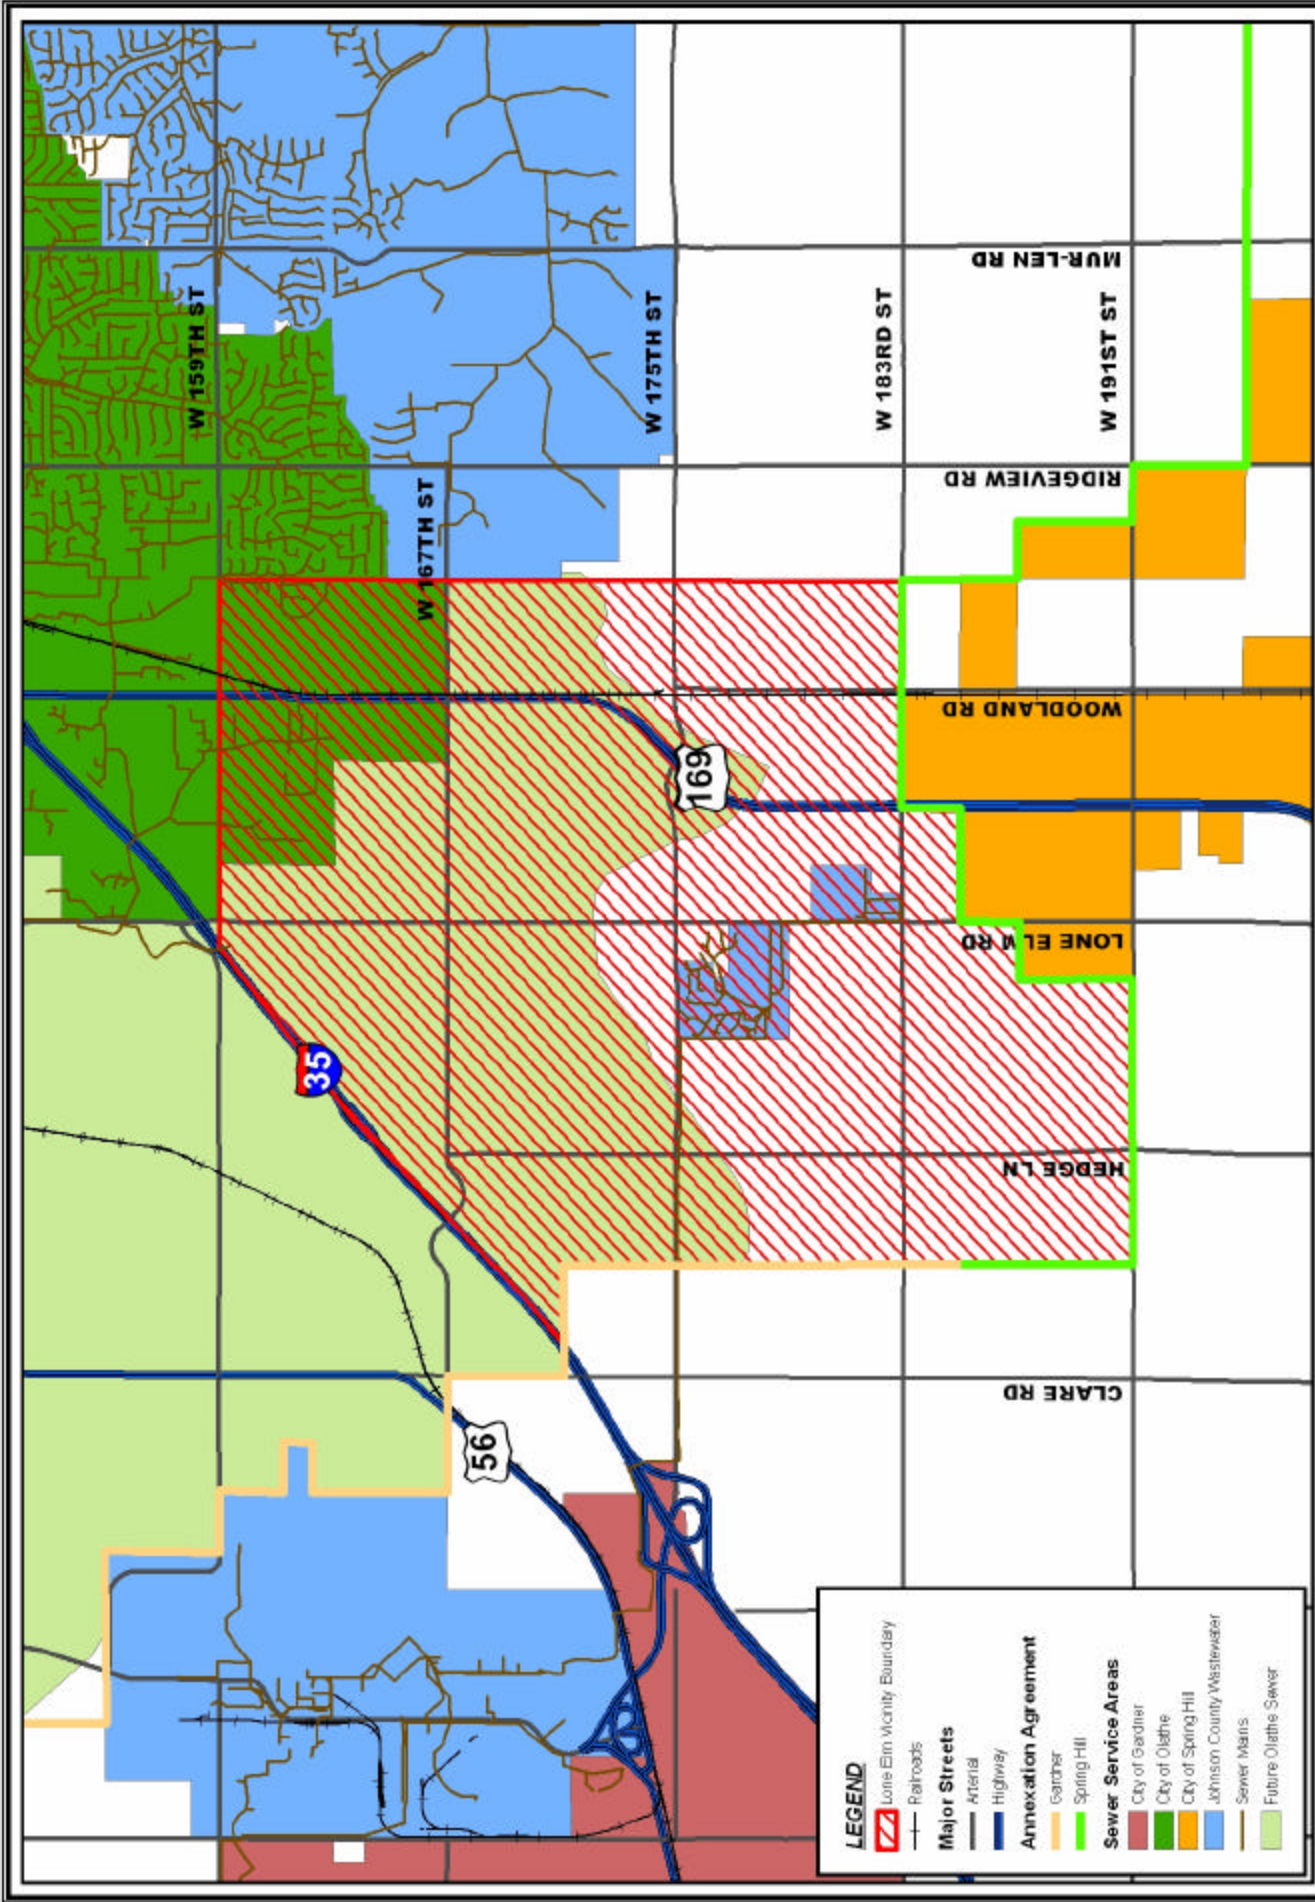 W 159TH ST
W 167TH ST
W 175TH ST
W 183RD ST
W 191ST ST
MUR-LEN RD
RIDGEVIEW RD
WOODLAND RD
LONE ELM RD
HEDGE LN
CLARE RD
35
169
56
LEGEND
Lone Elm Vicinity Boundary
Railroads
Major Streets
Arterial
Highway
Annexation Agreement
Gardner
Spring Hill
Sewer Service Areas
City of Gardner
City of Olathe
City of Spring Hill
Johnson County Wastewater
Sewer Mains
Future Olathe Sewer